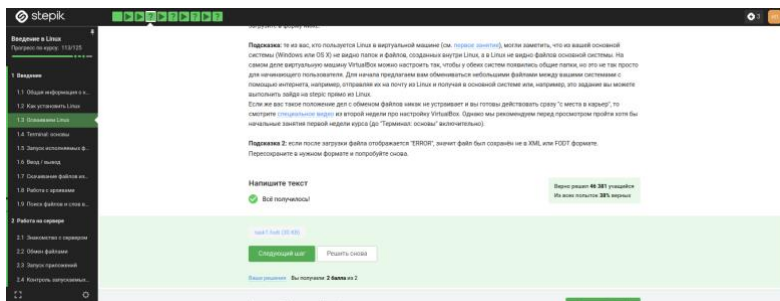 stepik
3
Введение в Linux
Прогресс по курсу: 113/125
1 Введение
1.1 Общая информация о к...
1.2 Как установить Linux
1.3 Осваиваем Linux
1.4 Terminal: основы
1.5 Запуск исполняемых ф...
1.6 Ввод / вывод
1.7 Скачивание файлов из...
1.8 Работа с архивами
1.9 Поиск файлов и слов в...
2 Работа на сервере
2.1 Знакомство с сервером
2.2 Обмен файлами
2.3 Запуск приложений
2.4 Контроль запускаемых...
загрузите в форму ниже.
Подсказка: те из вас, кто пользуется Linux в виртуальной машине (см. первое занятие), могли заметить, что из вашей основной
системы (Windows или OS X) не видно папок и файлов, созданных внутри Linux, а в Linux не видно файлов основной системы. На
самом деле виртуальную машину VirtualBox можно настроить так, чтобы у обеих систем появились общие папки, но это не так просто
для начинающего пользователя. Для начала предлагаем вам обмениваться небольшими файлами между вашими системами с
помощью интернета, например, отправляя их на почту из Linux и получая в основной системе или, например, это задание вы можете
выполнить зайдя на stepic прямо из Linux.
Если же вас такое положение дел с обменом файлов никак не устраивает и вы готовы действовать сразу "с места в карьер", то
смотрите специальное видео из второй недели про настройку VirtualBox. Однако мы рекомендуем перед просмотром пройти хотя бы
начальные занятия первой недели курса (до "Терминал: основы" включительно).
Подсказка 2: если после загрузки файла отображается "ERROR", значит файл был сохранён не в XML или FODT формате.
Пересохраните в нужном формате и попробуйте снова.
Напишите текст
Всё получилось!
Верно решил 46 381 учащийся
Из всех попыток 38% верных
Следующий шаг
Решить снова
Ваши решения Вы получили: 2 балла из 2